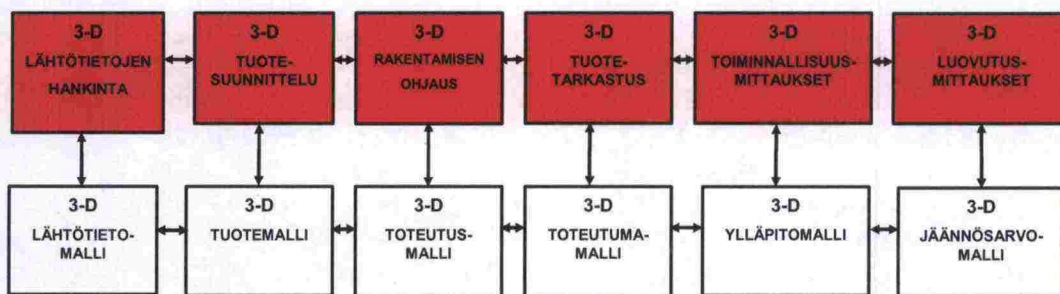 3-D
LÄHTÖTIETOJEN
HANKINTA
3-D
TUOTE-
SUUNNITTELU
3-D
RAKENTAMISEN
OHJAUS
3-D
TUOTE-
TARKASTUS
3-D
TOIMINNALLISUUS-
MITTAUKSET
3-D
LUOVUTUS-
MITTAUKSET
3-D
LÄHTÖTIETO-
MALLI
3-D
TUOTEMALLI
3-D
TOTEUTUS-
MALLI
3-D
TOTEUTUMA-
MALLI
3-D
YLLÄPITOMALLI
3-D
JÄÄNNÖSARVO-
MALLI